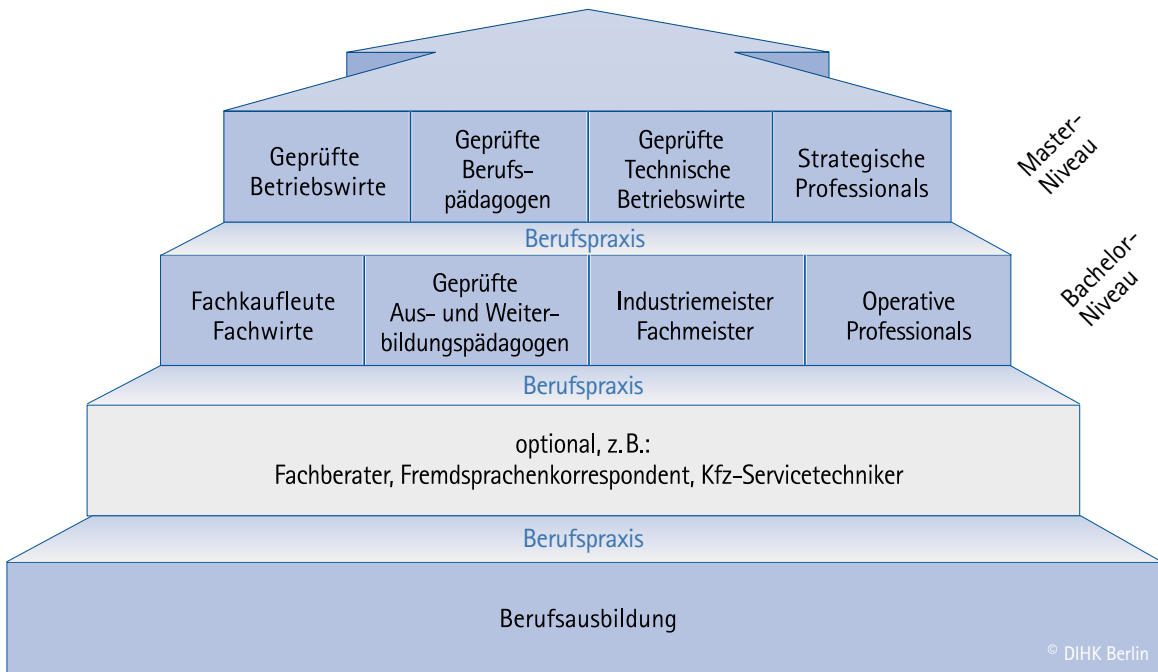 Geprüfte
Betriebswirte
Geprüfte
Berufs-
pädagogen
Geprüfte
Technische
Betriebswirte
Strategische
Professionals
Master-
Niveau
Berufspraxis
Fachkaufleute
Fachwirte
Geprüfte
Aus- und Weiter-
bildungspädagogen
Industriemeister
Fachmeister
Operative
Professionals
Bachelor-
Niveau
Berufspraxis
optional, z.B.:
Fachberater, Fremdsprachenkorrespondent, Kfz-Servicetechniker
Berufspraxis
Berufsausbildung
© DIHK Berlin